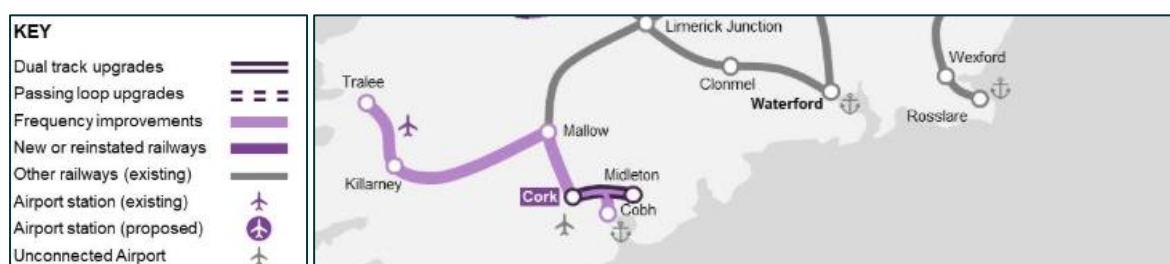 KEY
Dual track upgrades
Passing loop upgrades
Frequency improvements
New or reinstated railways
Other railways (existing)
Airport station (existing)
Airport station (proposed)
Unconnected Airport
Limerick Junction
Wexford
Tralee
Clonmel
Waterford
Rosslare
Mallow
Killarney
Midleton
Cork
Cobh